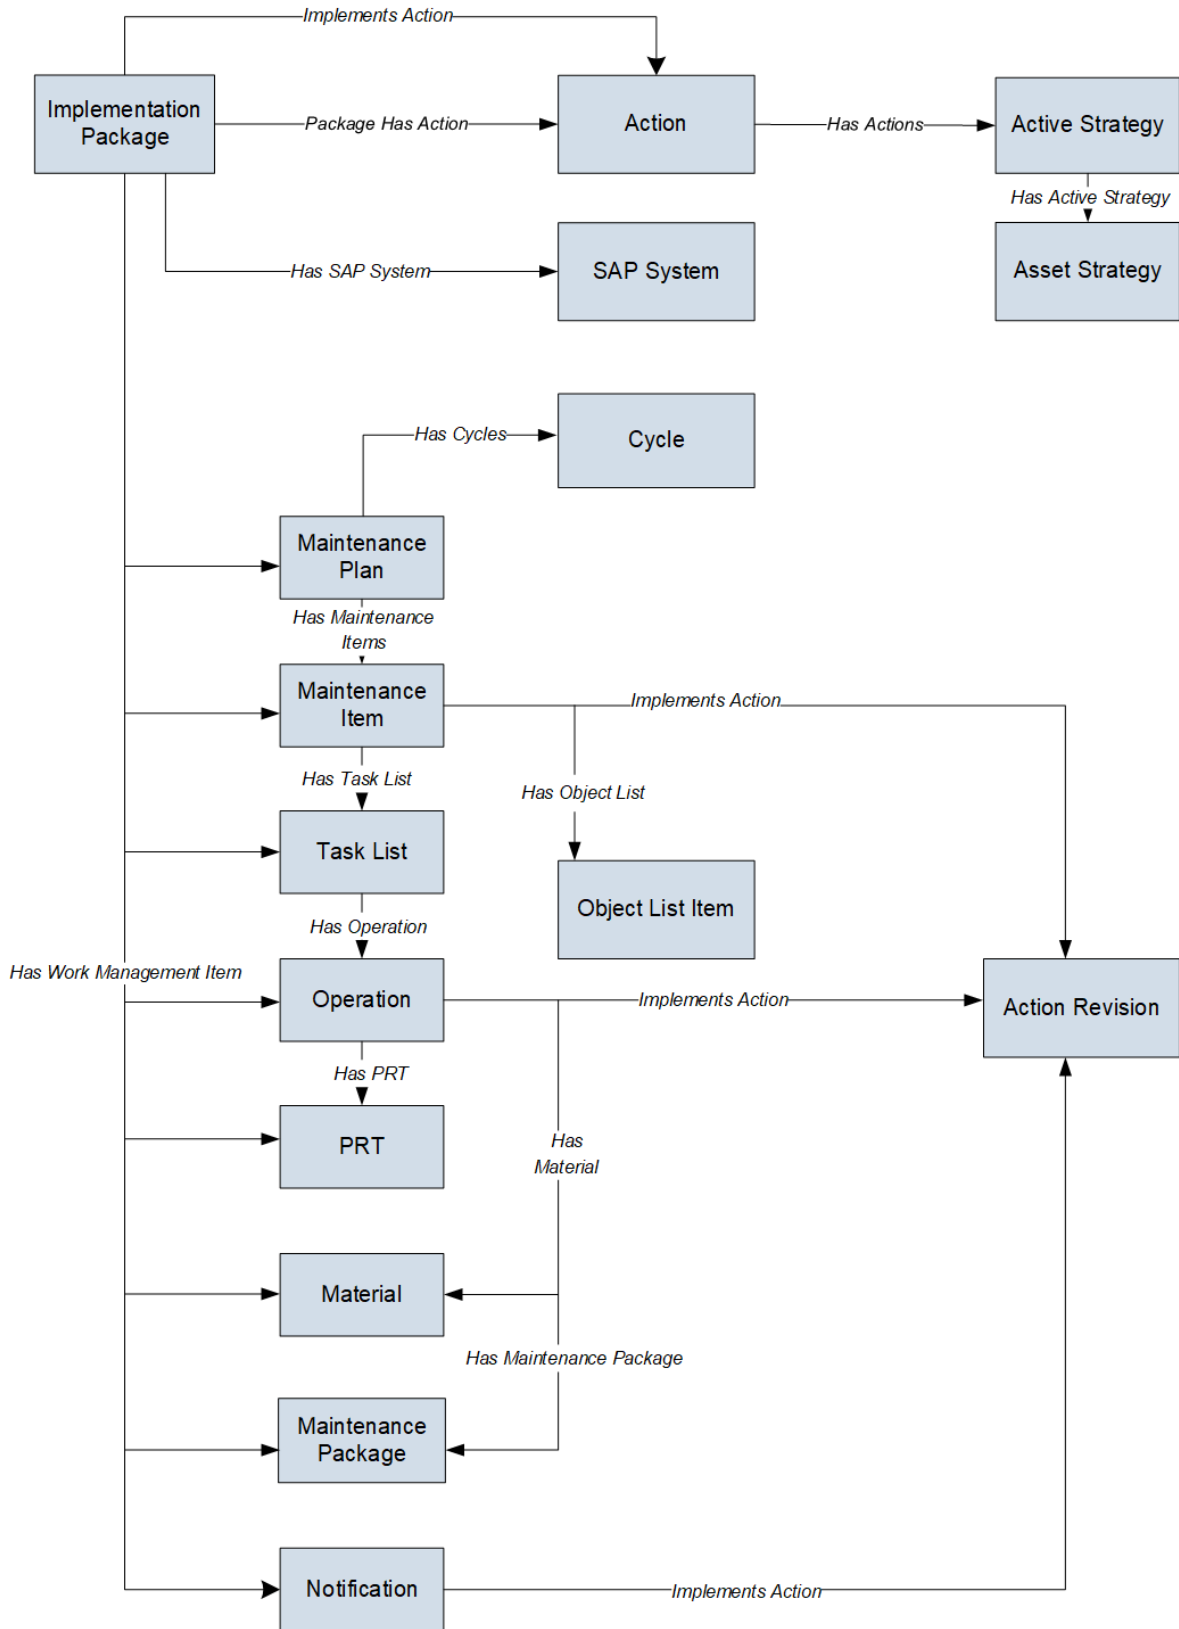 Implements Action
Implementation
Package
Package Has Action
Action
Has Actions
Active Strategy
Has Active Strategy
Has SAP System
SAP System
Asset Strategy
Has Cycles
Cycle
Maintenance
Plan
Has Maintenance
Items
Maintenance
Item
Implements Action
Has Task List
Has Object List
Task List
Object List Item
Has Operation
Has Work Management Item
Operation
Implements Action
Action Revision
Has PRT
PRT
Has
Material
Material
Has Maintenance Package
Maintenance
Package
Notification
Implements Action